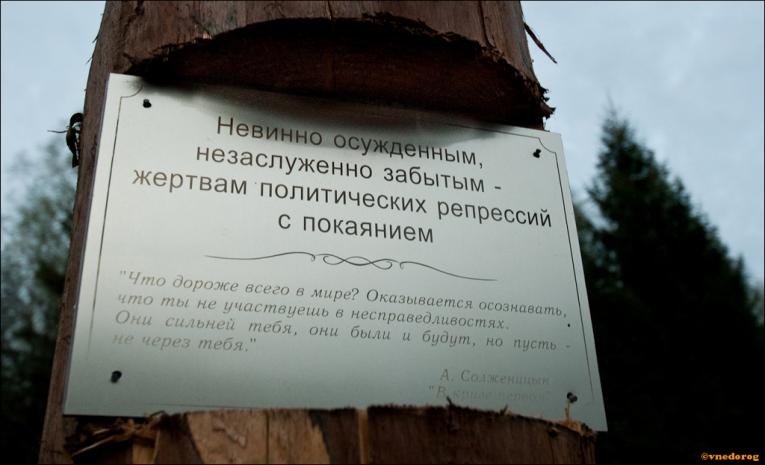 Невинно осужденным,
незаслуженно забытым -
жертвам политических репрессий
с покаянием
"Что дороже всего в мире? Оказывается осознавать,
что ты не участвуешь в несправедливостях.
Они сильней тебя, они были и будут, но пусть -
не через тебя."
А. Солженицын
"В круге первом"
©vnedorog